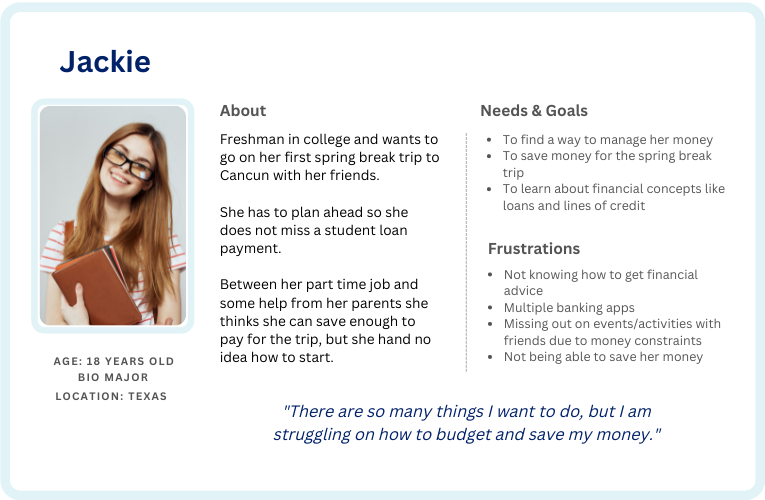 Jackie
AGE: 18 YEARS OLD
BIO MAJOR
LOCATION: TEXAS
About
Freshman in college and wants to
go on her first spring break trip to
Cancun with her friends.
She has to plan ahead so she
does not miss a student loan
payment.
Between her part time job and
some help from her parents she
thinks she can save enough to
pay for the trip, but she hand no
idea how to start.
Needs & Goals
• To find a way to manage her money
• To save money for the spring break
trip
• To learn about financial concepts like
loans and lines of credit
Frustrations
• Not knowing how to get financial
advice
• Multiple banking apps
• Missing out on events/activities with
friends due to money constraints
• Not being able to save her money
"There are so many things I want to do, but I am
struggling on how to budget and save my money."